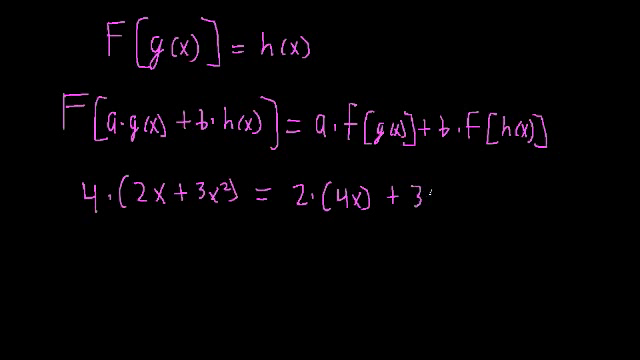 F[g(x)] = h(x)
F[a·g(x) + b·h(x)] = a·F[g(x)] + b·F[h(x)]
4·(2x + 3x²) = 2·(4x) + 3·